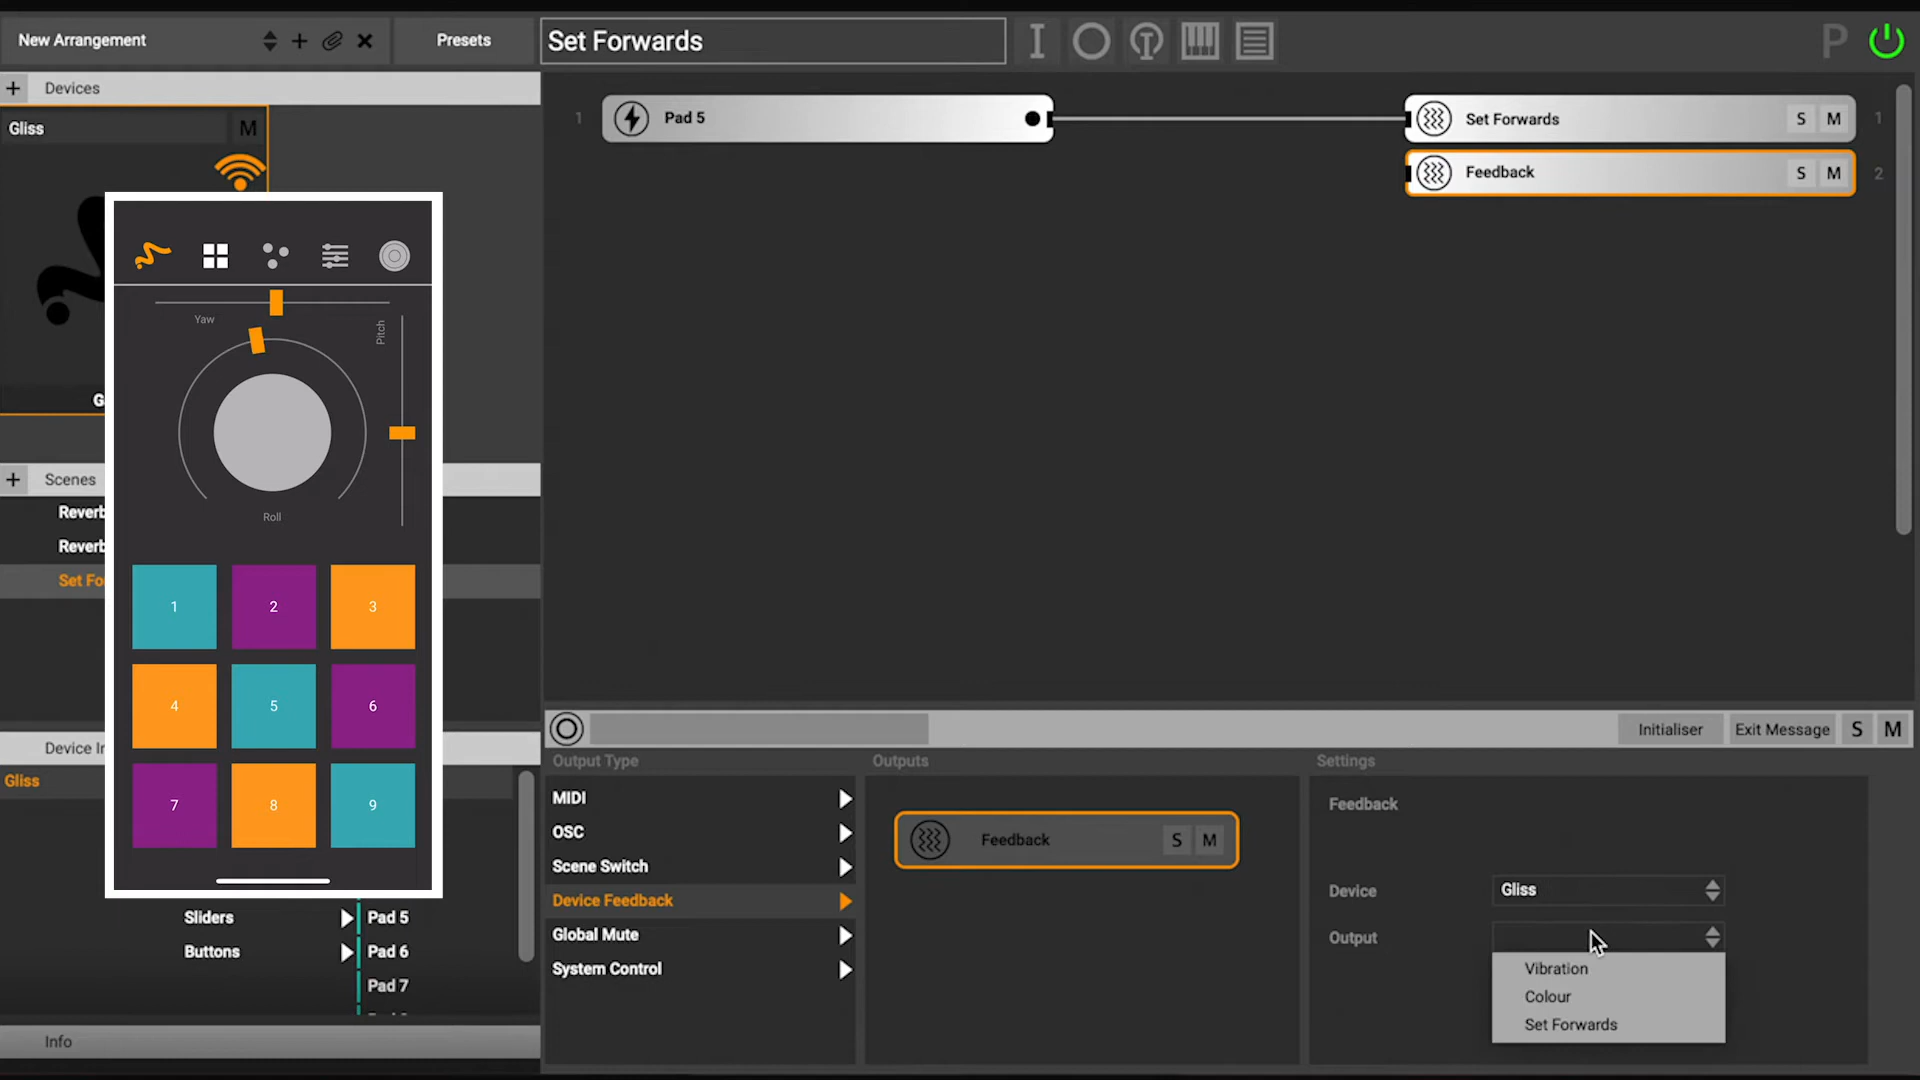 New Arrangement
Presets
Set Forwards
P
Devices
Gliss
M
G
1
Pad 5
Set Forwards
S
M
1
Feedback
S
M
2
Yaw
Pitch
Roll
1
2
3
4
5
6
7
8
9
Scenes
Reverb
Reverb
Set Fo
Device In
Gliss
Sliders
Buttons
Pad 5
Pad 6
Pad 7
Info
Initialiser
Exit Message
S
M
Output Type
Outputs
Settings
MIDI
OSC
Scene Switch
Device Feedback
Global Mute
System Control
Feedback
S
M
Feedback
Device
Gliss
Output
Vibration
Colour
Set Forwards